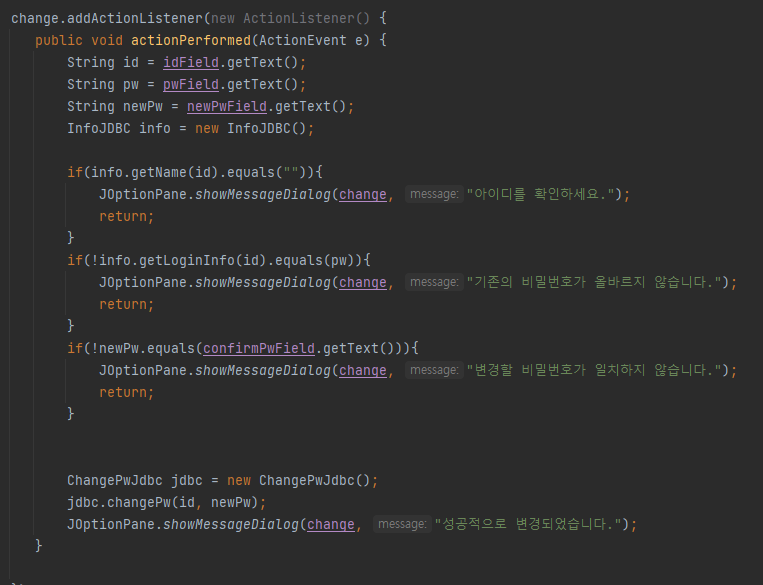 change.addActionListener(new ActionListener() {
public void actionPerformed(ActionEvent e) {
String id = idField.getText();
String pw = pwField.getText();
String newPw = newPwField.getText();
InfoJDBC info = new InfoJDBC();
if(info.getName(id).equals("")){
JOptionPane.showMessageDialog(change, message: "아이디를 확인하세요.");
return;
}
if(!info.getLoginInfo(id).equals(pw)){
JOptionPane.showMessageDialog(change, message: "기존의 비밀번호가 올바르지 않습니다.");
return;
}
if(!newPw.equals(confirmPwField.getText())){
JOptionPane.showMessageDialog(change, message: "변경할 비밀번호가 일치하지 않습니다.");
return;
}
ChangePwJdbc jdbc = new ChangePwJdbc();
jdbc.changePw(id, newPw);
JOptionPane.showMessageDialog(change, message: "성공적으로 변경되었습니다.");
}